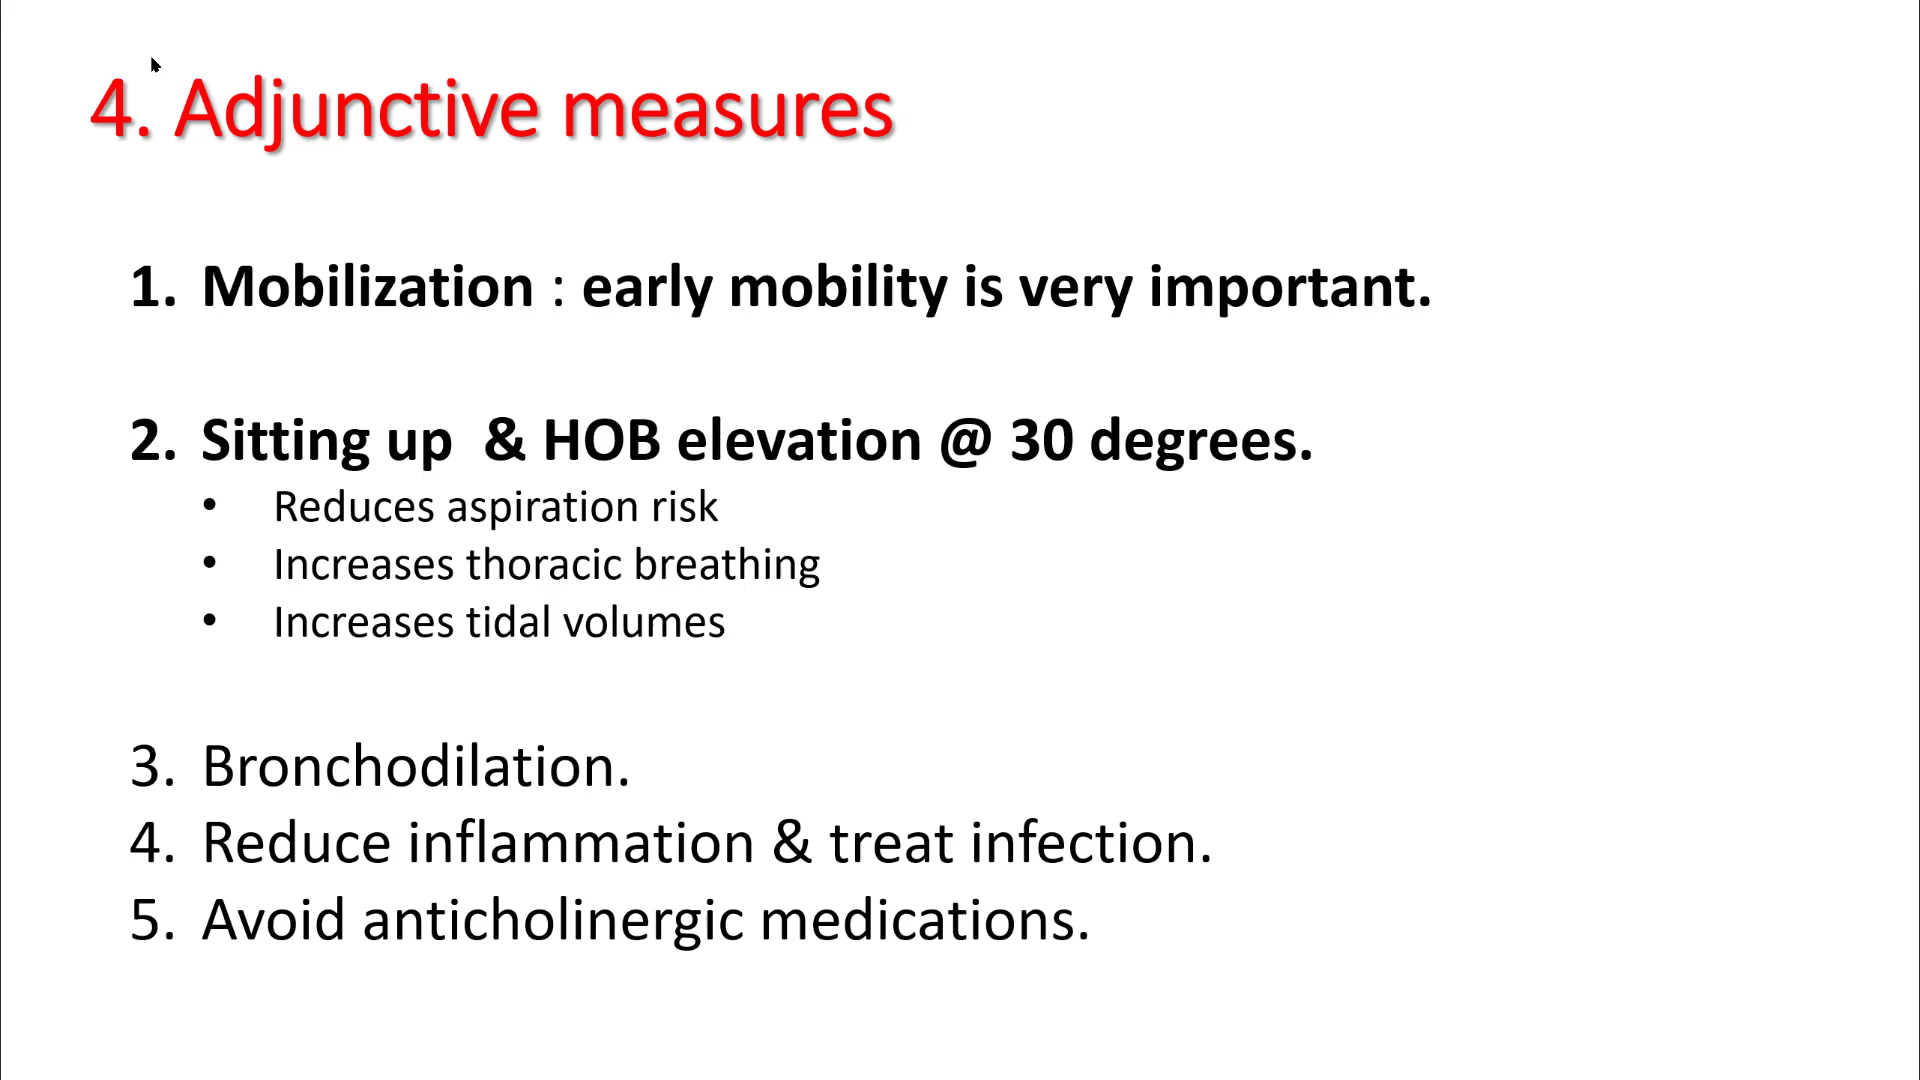 4. Adjunctive measures
1. Mobilization : early mobility is very important.
2. Sitting up  & HOB elevation @ 30 degrees.
• Reduces aspiration risk
• Increases thoracic breathing
• Increases tidal volumes
3. Bronchodilation.
4. Reduce inflammation & treat infection.
5. Avoid anticholinergic medications.